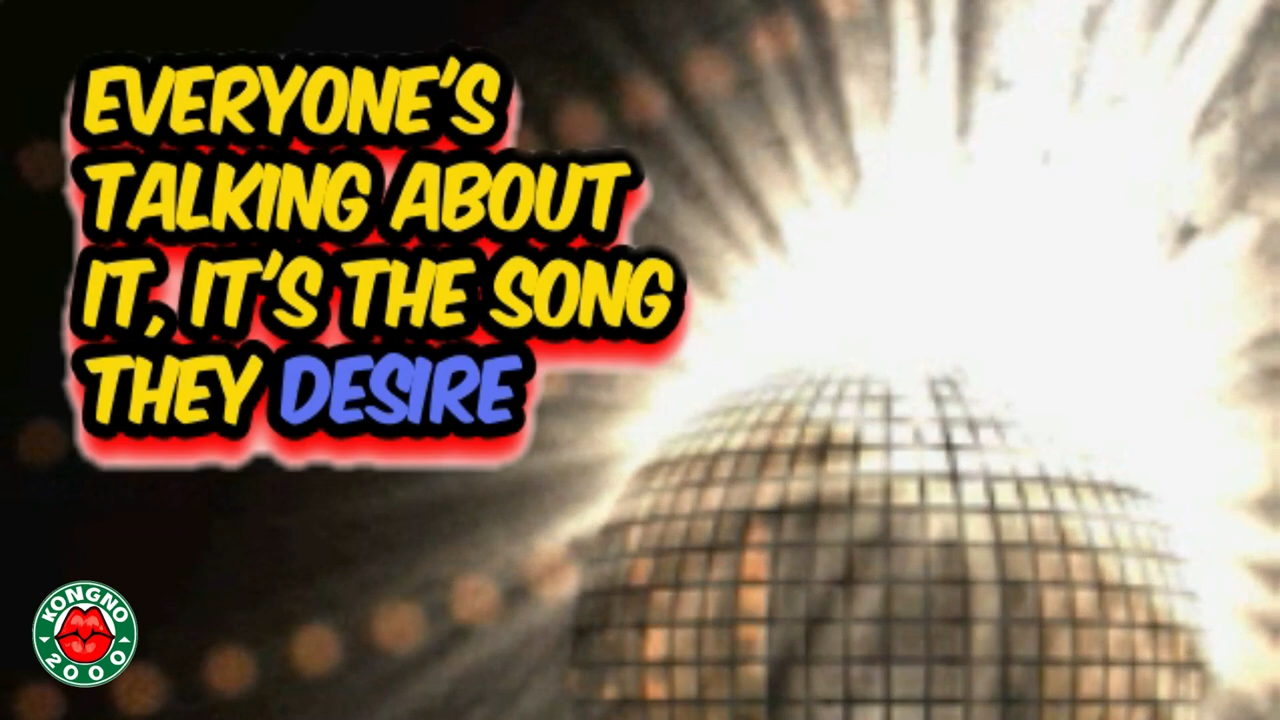 EVERYONE'S
TALKING ABOUT
IT, IT'S THE SONG
THEY DESIRE
KONGNO
2000